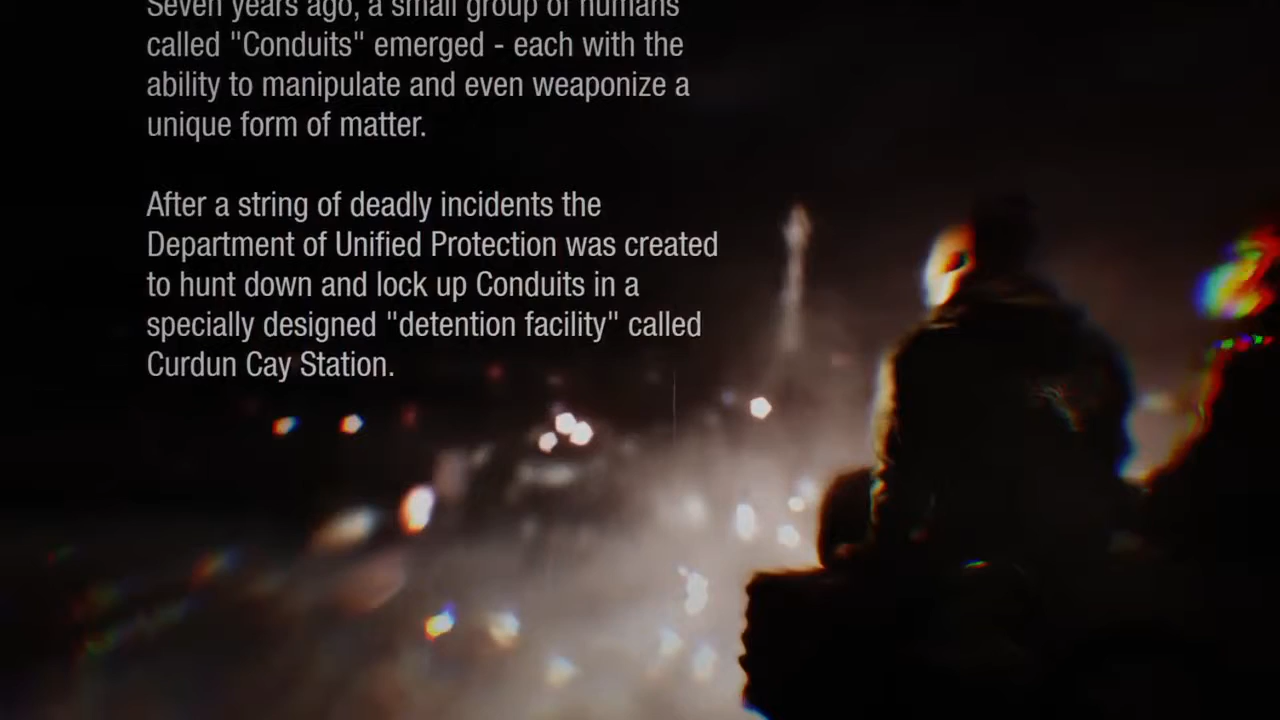 Seven years ago, a small group of humans
called "Conduits" emerged - each with the
ability to manipulate and even weaponize a
unique form of matter.
After a string of deadly incidents the
Department of Unified Protection was created
to hunt down and lock up Conduits in a
specially designed "detention facility" called
Curdun Cay Station.